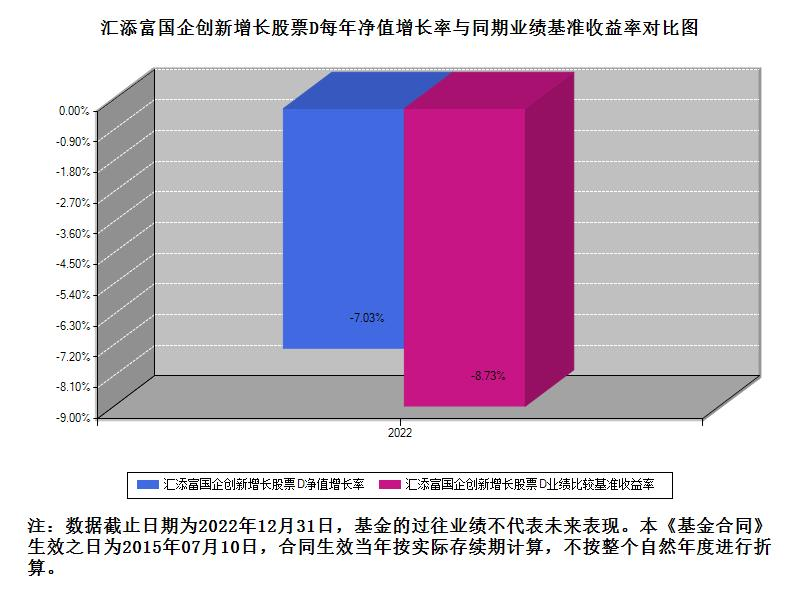 汇添富国企创新增长股票D每年净值增长率与同期业绩基准收益率对比图
0.00%
-0.90%
-1.80%
-2.70%
-3.60%
-4.50%
-5.40%
-6.30%
-7.20%
-8.10%
-9.00%
-7.03%
-8.73%
2022
汇添富国企创新增长股票D净值增长率
汇添富国企创新增长股票D业绩比较基准收益率
注：数据截止日期为2022年12月31日，基金的过往业绩不代表未来表现。本《基金合同》
生效之日为2015年07月10日，合同生效当年按实际存续期计算，不按整个自然年度进行折
算。